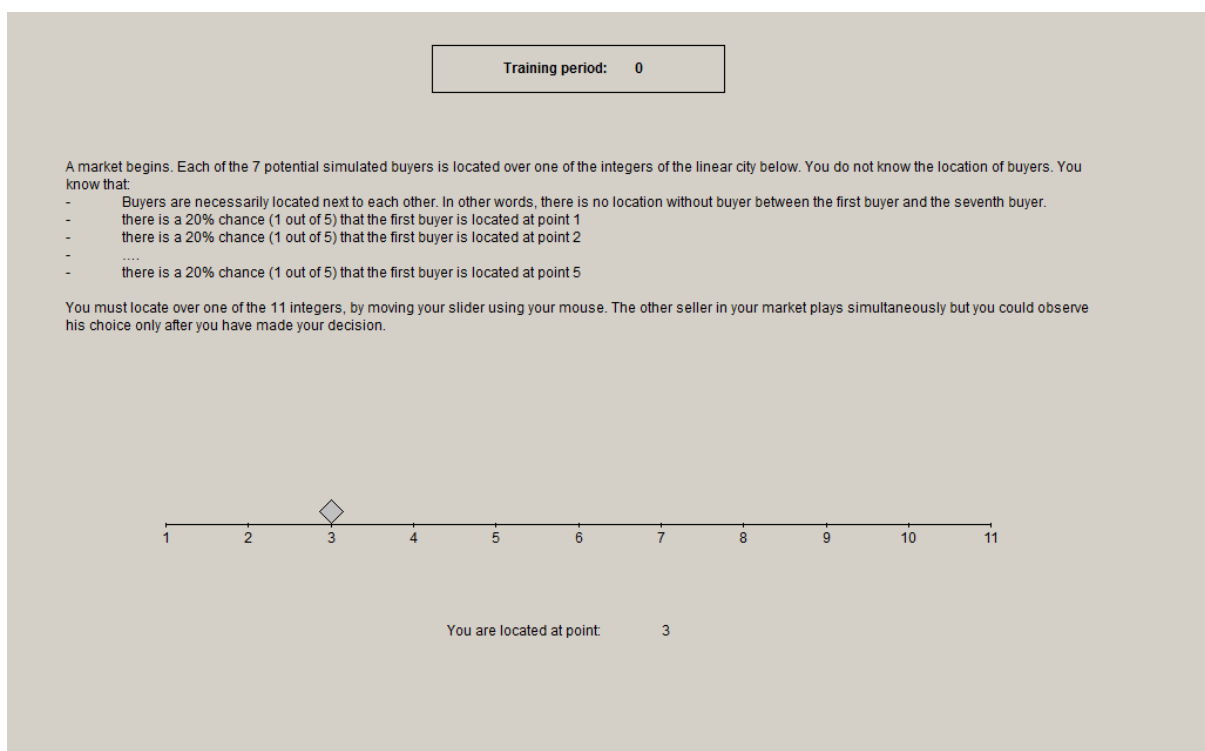 Training period: 0
A market begins. Each of the 7 potential simulated buyers is located over one of the integers of the linear city below. You do not know the location of buyers. You
know that:
- Buyers are necessarily located next to each other. In other words, there is no location without buyer between the first buyer and the seventh buyer.
- there is a 20% chance (1 out of 5) that the first buyer is located at point 1
- there is a 20% chance (1 out of 5) that the first buyer is located at point 2
- ....
- there is a 20% chance (1 out of 5) that the first buyer is located at point 5
You must locate over one of the 11 integers, by moving your slider using your mouse. The other seller in your market plays simultaneously but you could observe
his choice only after you have made your decision.
1 2 3 4 5 6 7 8 9 10 11
You are located at point: 3